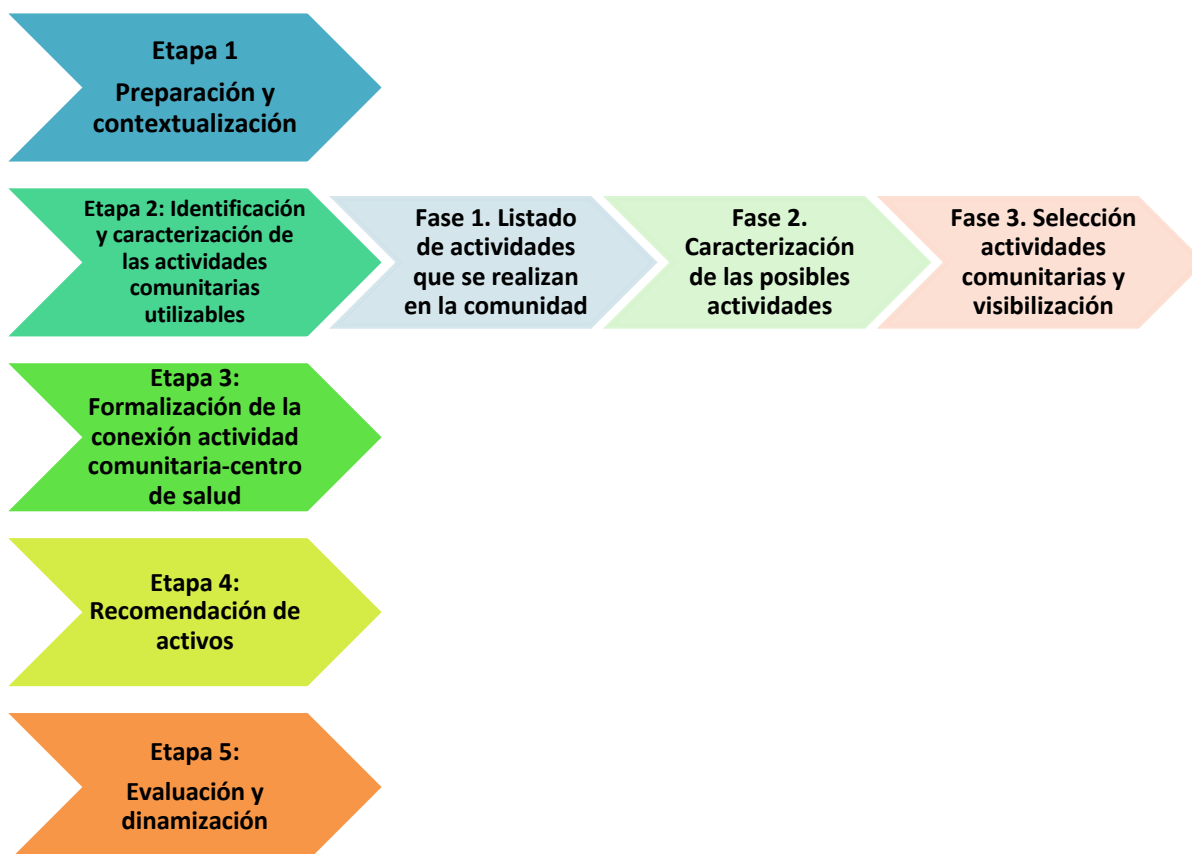 Etapa 1
Preparación y
contextualización
Etapa 2: Identificación
y caracterización de
las actividades
comunitarias
utilizables
Fase 1. Listado
de actividades
que se realizan
en la comunidad
Fase 2.
Caracterización
de las posibles
actividades
Fase 3. Selección
actividades
comunitarias y
visibilización
Etapa 3:
Formalización de la
conexión actividad
comunitaria-centro
de salud
Etapa 4:
Recomendación de
activos
Etapa 5:
Evaluación y
dinamización